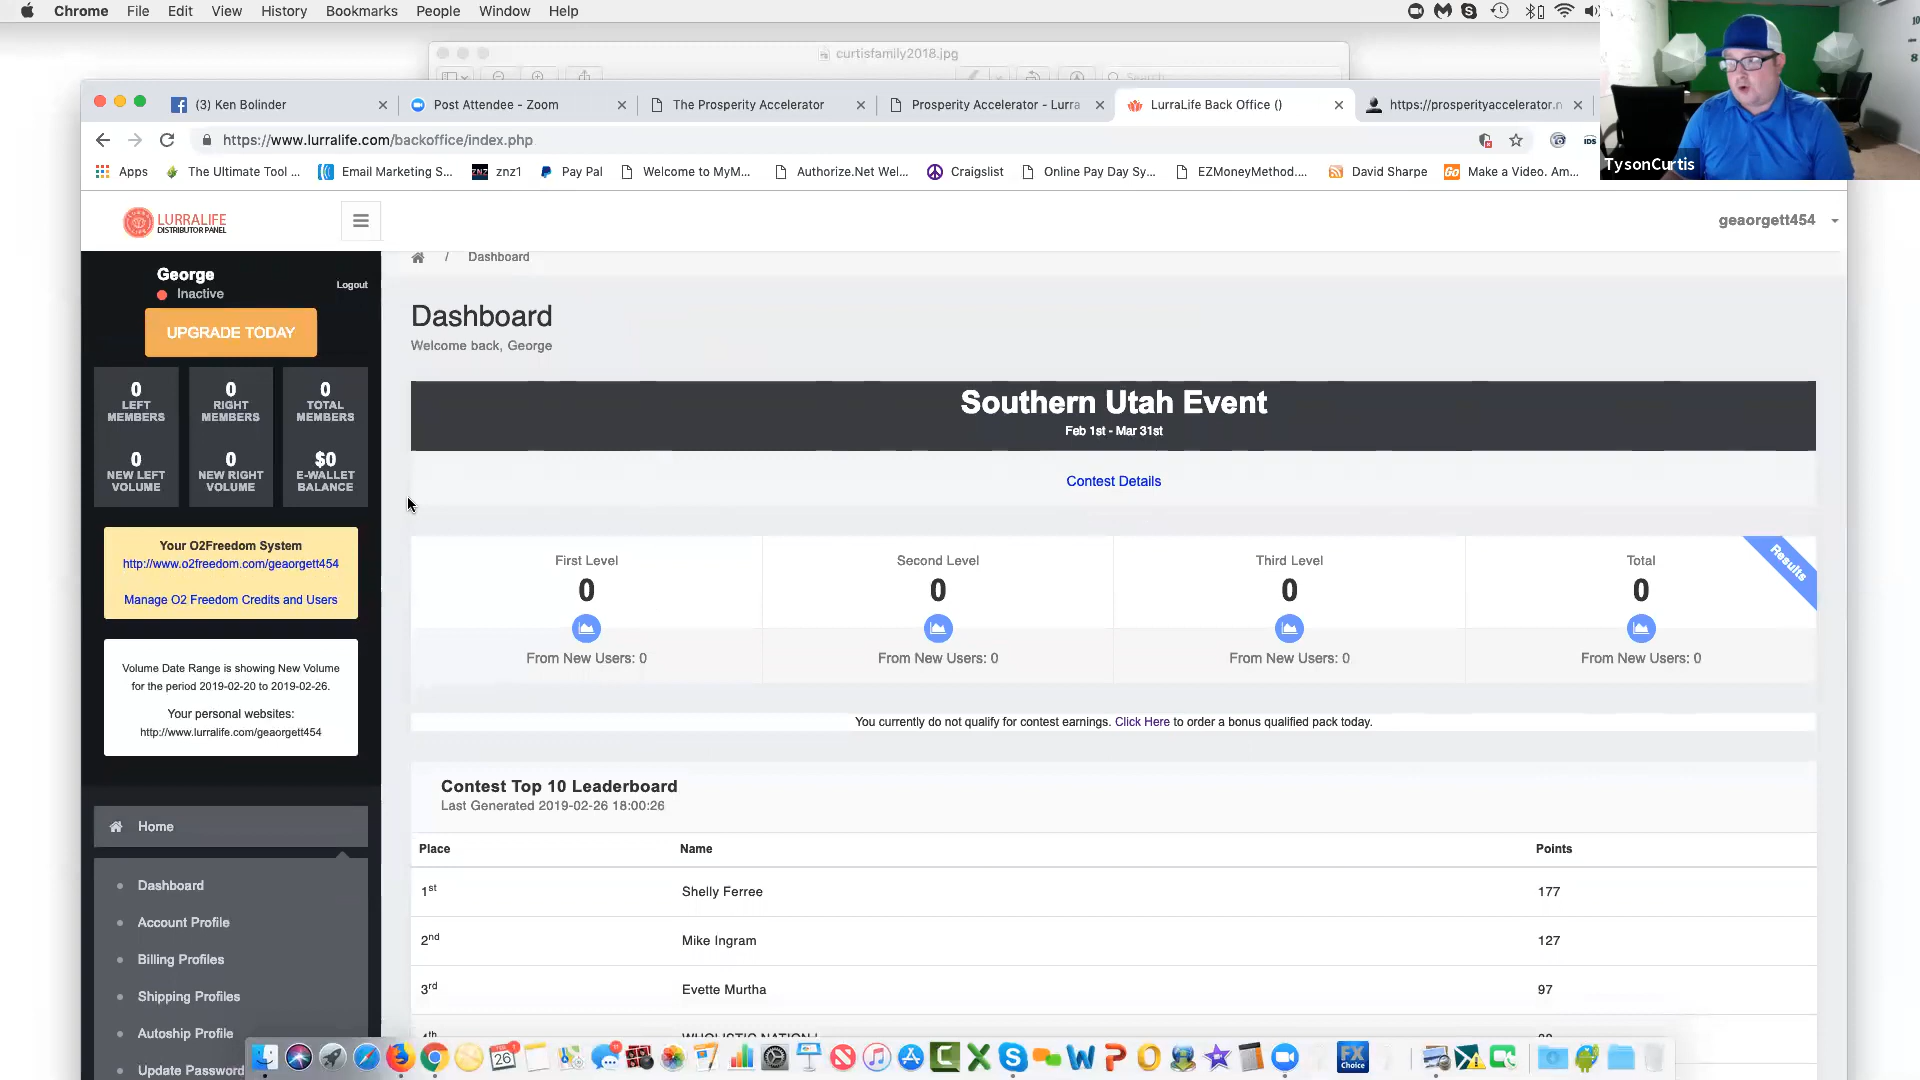 Chrome File Edit View History Bookmarks People Window Help
curtisfamily2018.jpg
Search
(3) Ken Bolinder
Post Attendee - Zoom
The Prosperity Accelerator
Prosperity Accelerator - Lurra
LurraLife Back Office ()
https://prosperityaccelerator.n
https://www.lurralife.com/backoffice/index.php
Apps
The Ultimate Tool ...
Email Marketing S...
znz1
Pay Pal
Welcome to MyM...
Authorize.Net Wel...
Craigslist
Online Pay Day Sy...
EZMoneyMethod....
David Sharpe
Make a Video. Am...
TysonCurtis
LURRALIFE
DISTRIBUTOR PANEL
geaorgett454
George
Inactive
Logout
UPGRADE TODAY
0 LEFT MEMBERS
0 RIGHT MEMBERS
0 TOTAL MEMBERS
0 NEW LEFT VOLUME
0 NEW RIGHT VOLUME
$0 E-WALLET BALANCE
Your O2Freedom System
http://www.o2freedom.com/geaorgett454
Manage O2 Freedom Credits and Users
Volume Date Range is showing New Volume
for the period 2019-02-20 to 2019-02-26.
Your personal websites:
http://www.lurralife.com/geaorgett454
Home
Dashboard
Account Profile
Billing Profiles
Shipping Profiles
Autoship Profile
Update Password
/ Dashboard
Dashboard
Welcome back, George
Southern Utah Event
Feb 1st - Mar 31st
Contest Details
First Level
0
From New Users: 0
Second Level
0
From New Users: 0
Third Level
0
From New Users: 0
Total
0
From New Users: 0
Results
You currently do not qualify for contest earnings. Click Here to order a bonus qualified pack today.
Contest Top 10 Leaderboard
Last Generated 2019-02-26 18:00:26
Place Name Points
1st Shelly Ferree 177
2nd Mike Ingram 127
3rd Evette Murtha 97
FX
Choice